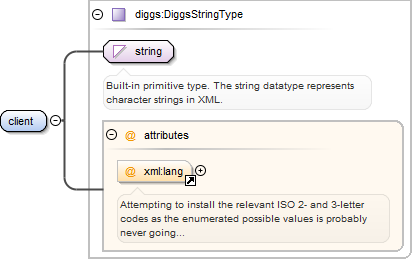 diggs:DiggsStringType
string
Built-in primitive type. The string datatype represents
character strings in XML.
client
@ attributes
@ xml:lang
Attempting to install the relevant ISO 2- and 3-letter
codes as the enumerated possible values is probably
never going...